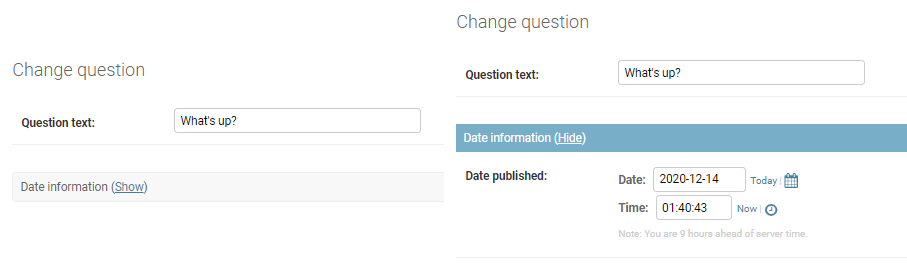 Change question
Question text: What's up?
Date information (Show)
Change question
Question text: What's up?
Date information (Hide)
Date published: Date: 2020-12-14 Today |
Time: 01:40:43 Now |
Note: You are 9 hours ahead of server time.